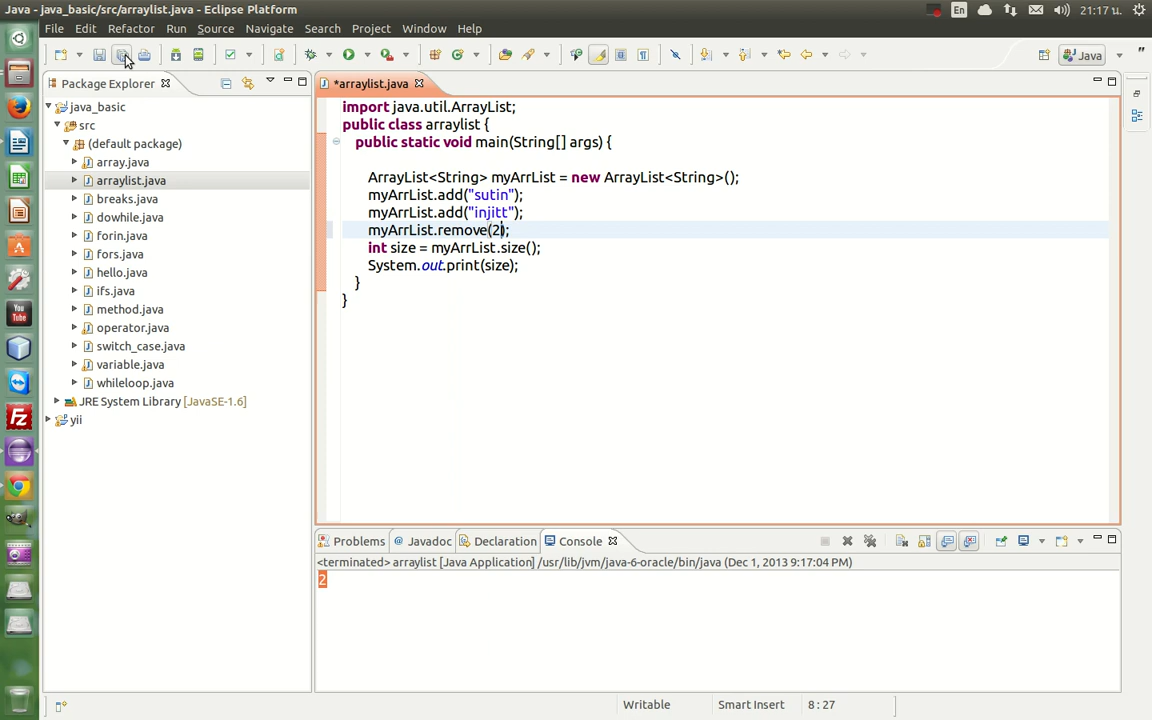 Java - java_basic/src/arraylist.java - Eclipse Platform
En
21:17 น.
File Edit Refactor Run Source Navigate Search Project Window Help
Java
"
Package Explorer
*arraylist.java
java_basic
src
(default package)
array.java
arraylist.java
breaks.java
dowhile.java
forin.java
fors.java
hello.java
ifs.java
method.java
operator.java
switch_case.java
variable.java
whileloop.java
JRE System Library [JavaSE-1.6]
yii
import java.util.ArrayList;
public class arraylist {
public static void main(String[] args) {
ArrayList<String> myArrList = new ArrayList<String>();
myArrList.add("sutin");
myArrList.add("injitt");
myArrList.remove(2);
int size = myArrList.size();
System.out.print(size);
}
}
You
Tube
Fz
Problems @ Javadoc Declaration Console
<terminated> arraylist [Java Application] /usr/lib/jvm/java-6-oracle/bin/java (Dec 1, 2013 9:17:04 PM)
2
Writable Smart Insert 8 : 27